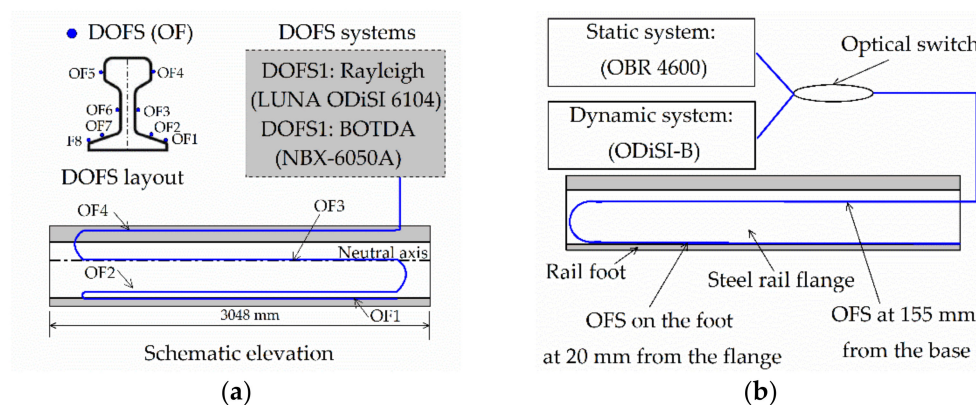 DOFS (OF)
OF5
OF4
OF6
OF3
OF7
OF2
F8
OF1
DOFS layout
DOFS systems
DOFS1: Rayleigh
(LUNA ODiSI 6104)
DOFS1: BOTDA
(NBX-6050A)
OF4
OF3
Neutral axis
OF2
OF1
3048 mm
Schematic elevation
(a)
Static system:
(OBR 4600)
Optical switch
Dynamic system:
(ODiSI-B)
Rail foot
Steel rail flange
OFS on the foot
at 20 mm from the flange
OFS at 155 mm
from the base
(b)